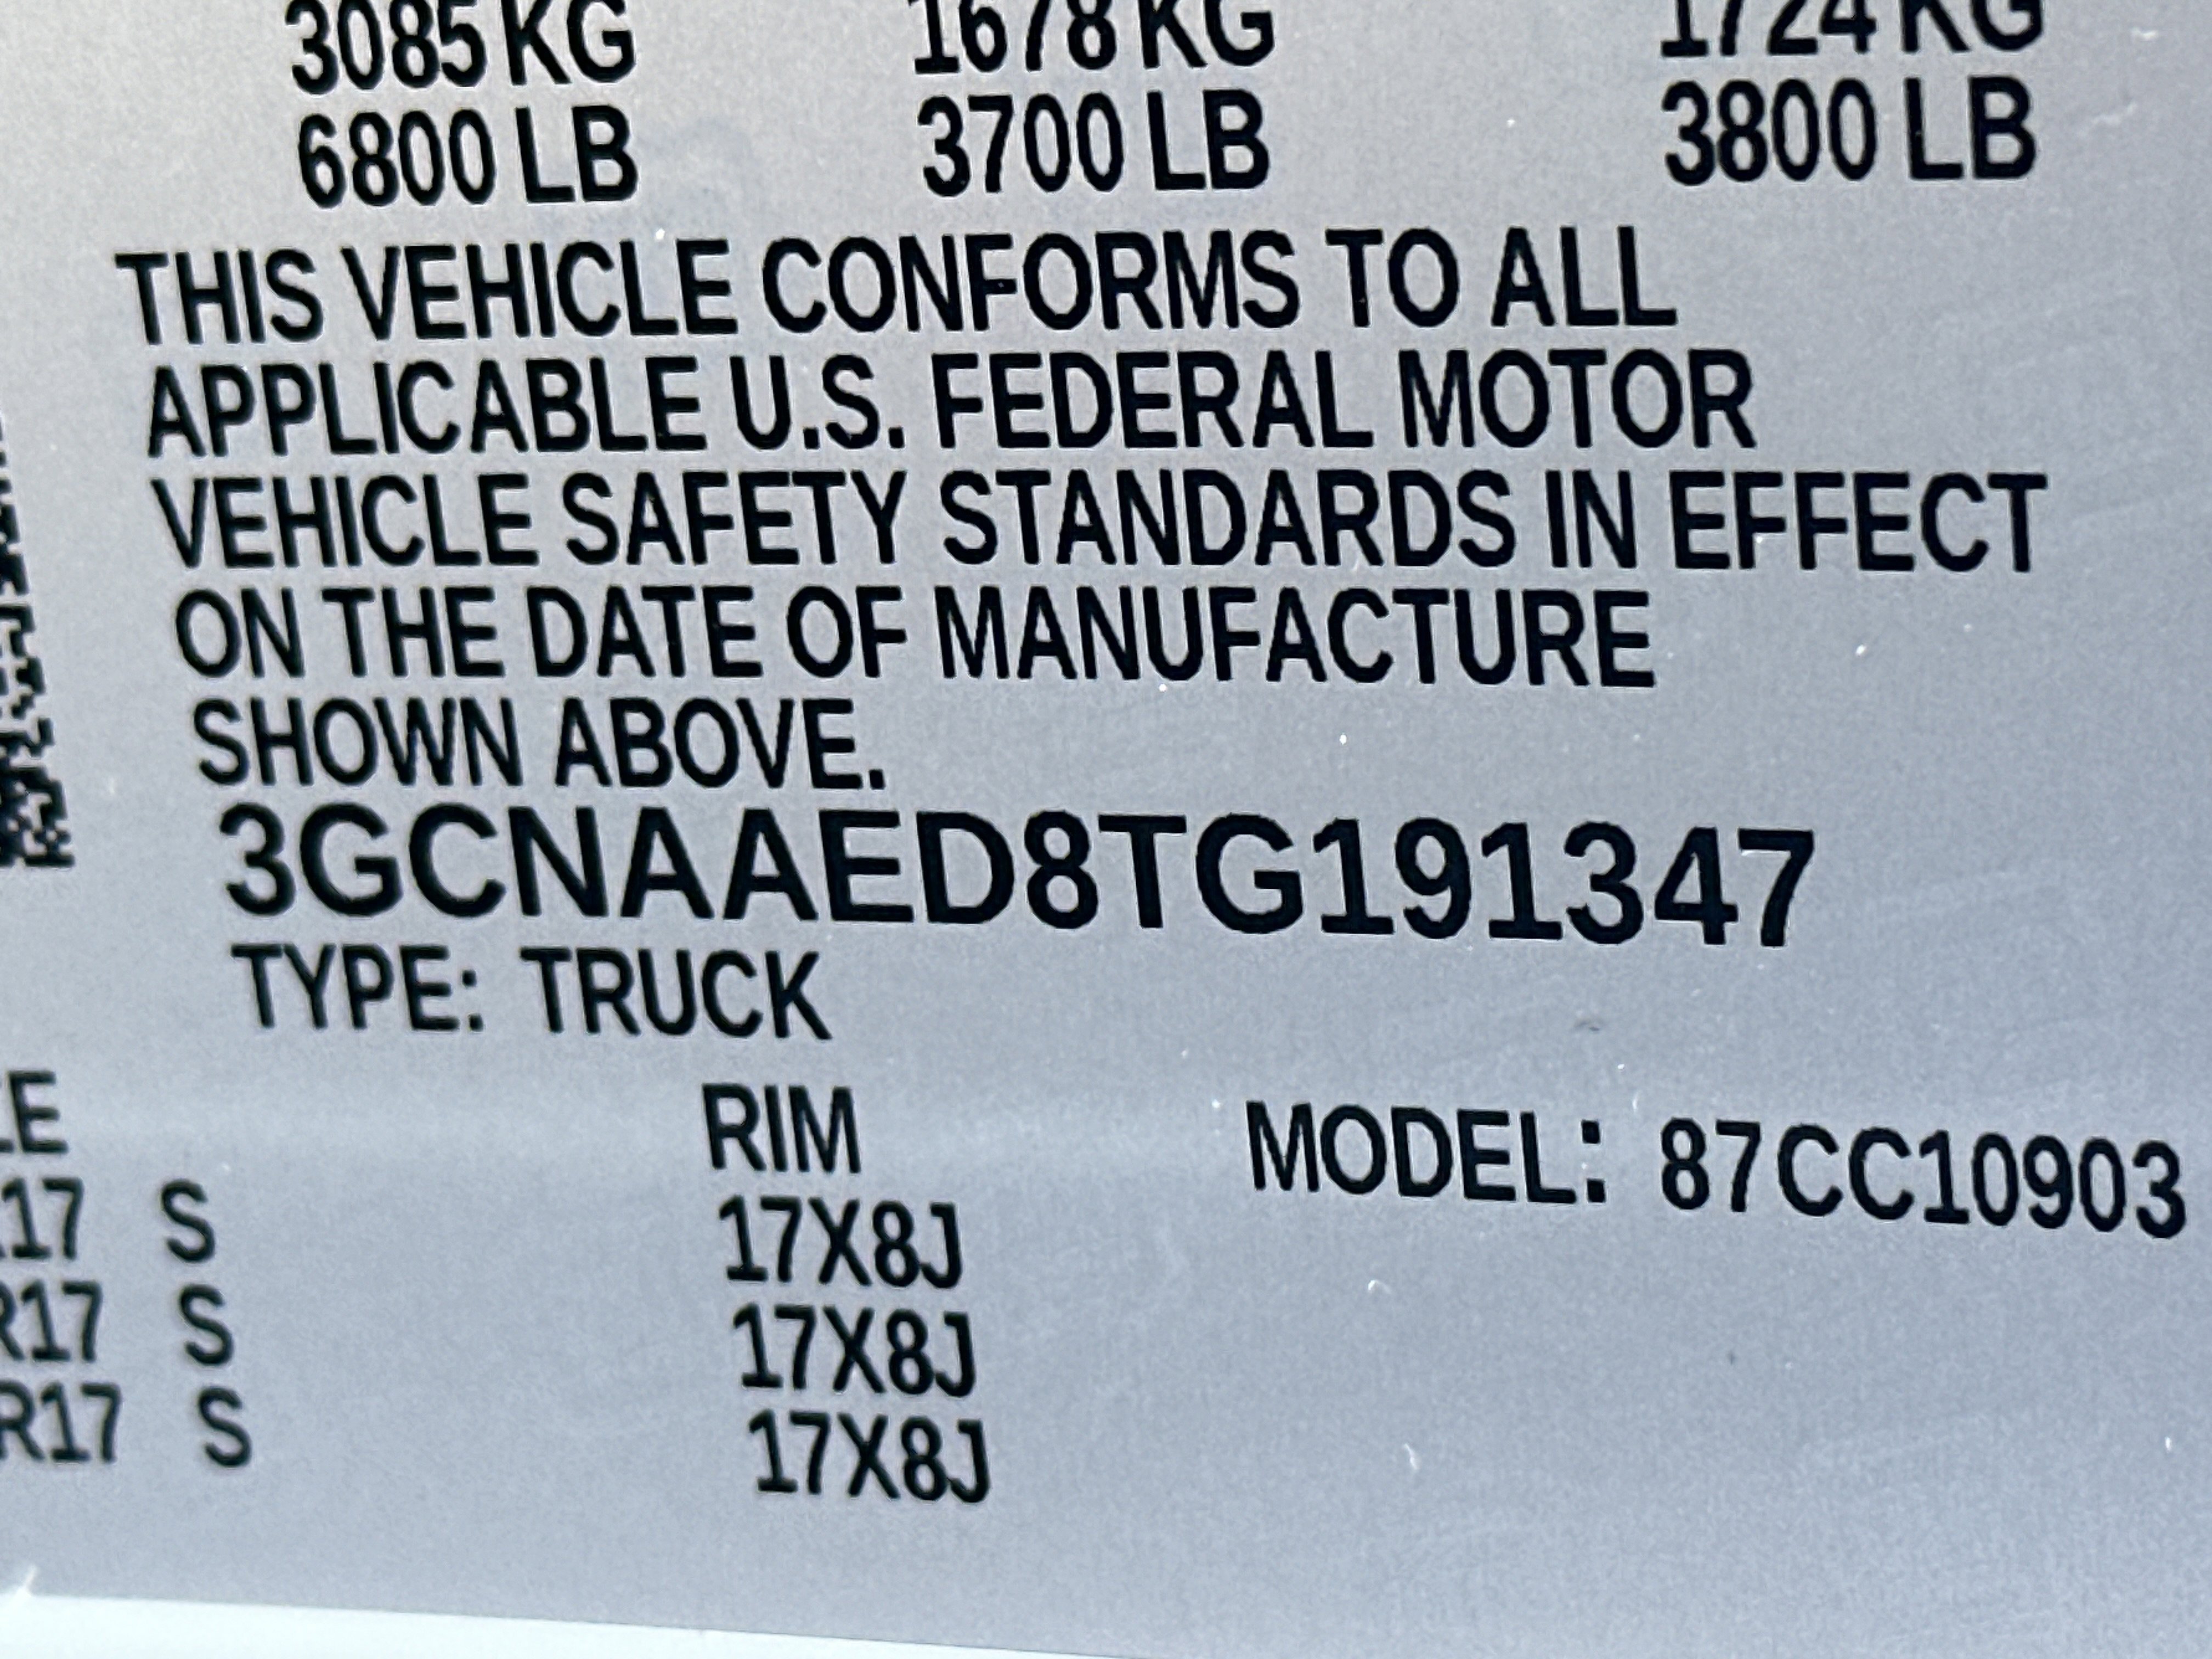 3085 KG 1678 KG 1724 KG
6800 LB 3700 LB 3800 LB
THIS VEHICLE CONFORMS TO ALL
APPLICABLE U.S. FEDERAL MOTOR
VEHICLE SAFETY STANDARDS IN EFFECT
ON THE DATE OF MANUFACTURE
SHOWN ABOVE.
3GCNAAED8TG191347
TYPE: TRUCK
RIM MODEL: 87CC10903
R17 S 17X8J
R17 S 17X8J
R17 S 17X8J